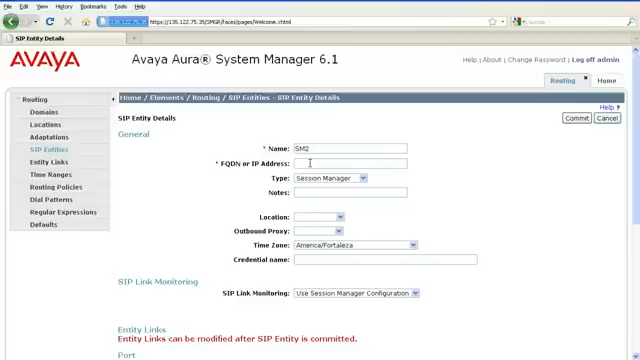 File Edit View History Bookmarks Tools Help
135.122.75.35 https://135.122.75.35/SMGR/faces/pages/Welcome.xhtml
SIP Entity Details
AVAYA
Avaya Aura® System Manager 6.1
Help | About | Change Password | Log off admin
Routing × Home
Routing
Domains
Locations
Adaptations
SIP Entities
Entity Links
Time Ranges
Routing Policies
Dial Patterns
Regular Expressions
Defaults
Home / Elements / Routing / SIP Entities - SIP Entity Details
Help ?
SIP Entity Details
Commit Cancel
General
* Name: SM2
* FQDN or IP Address:
Type: Session Manager
Notes:
Location:
Outbound Proxy:
Time Zone: America/Fortaleza
Credential name:
SIP Link Monitoring
SIP Link Monitoring: Use Session Manager Configuration
Entity Links
Entity Links can be modified after SIP Entity is committed.
Port